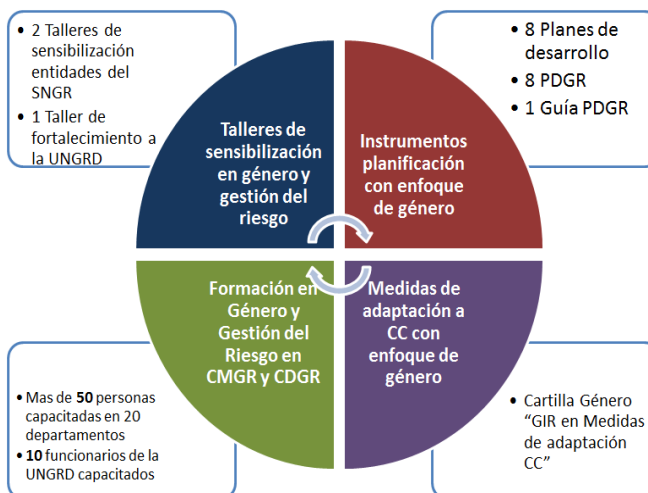 • 2 Talleres de
sensibilización
entidades del
SNGR
• 1 Taller de
fortalecimiento a
la UNGRD
• 8 Planes de
desarrollo
• 8 PDGR
• 1 Guía PDGR
Talleres de
sensibilización
en género y
gestión del
riesgo
Instrumentos
planificación
con enfoque
de género
Formación en
Género y
Gestión del
Riesgo en
CMGR y CDGR
Medidas de
adaptación a
CC con
enfoque de
género
• Mas de 50 personas
capacitadas en 20
departamentos
• 10 funcionarios de la
UNGRD capacitados
• Cartilla Género
“GIR en Medidas
de adaptación
CC”